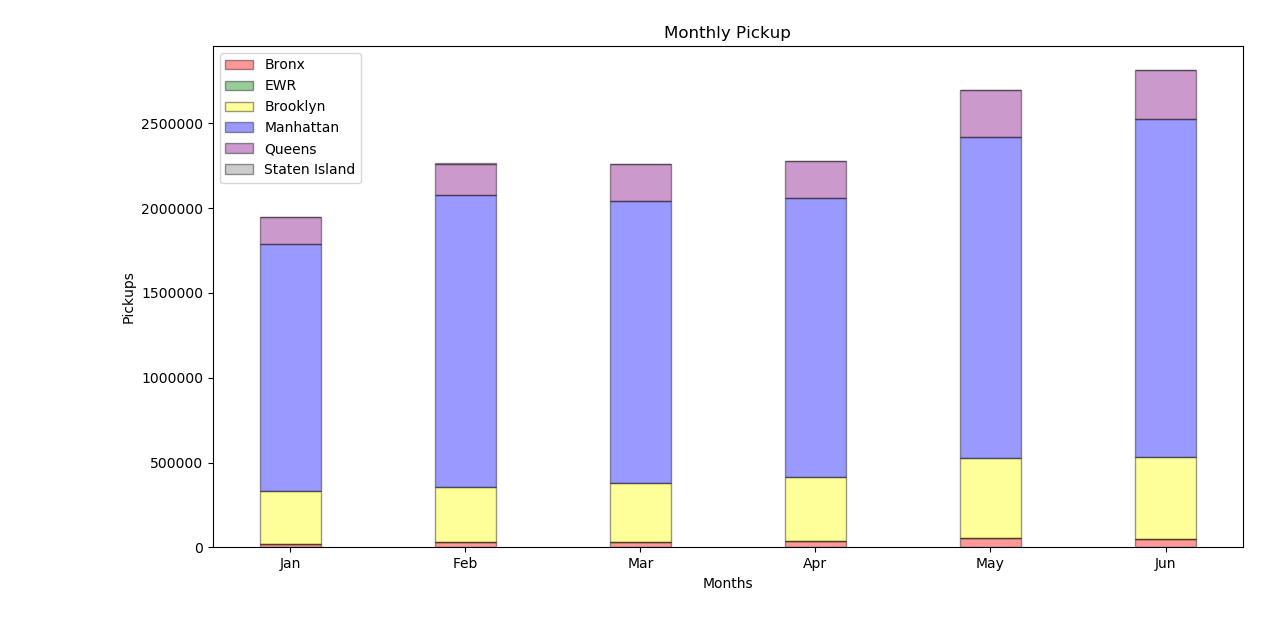 Monthly Pickup
Bronx
EWR
Brooklyn
Manhattan
Queens
Staten Island
2500000
2000000
1500000
1000000
500000
0
Pickups
Jan Feb Mar Apr May Jun
Months